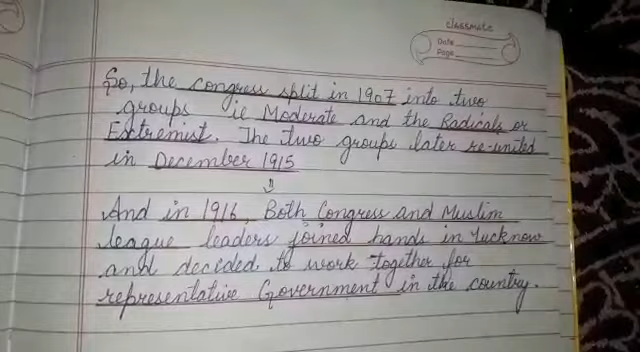 classmate
Date
Page
So, the congress split in 1907 into two
groups ie Moderate and the Radicals or
Extremist. The two groups later re-united
in December 1915
And in 1916, Both Congress and Muslim
league leaders joined hands in lucknow
and decided to work together for
representative Government in the country.